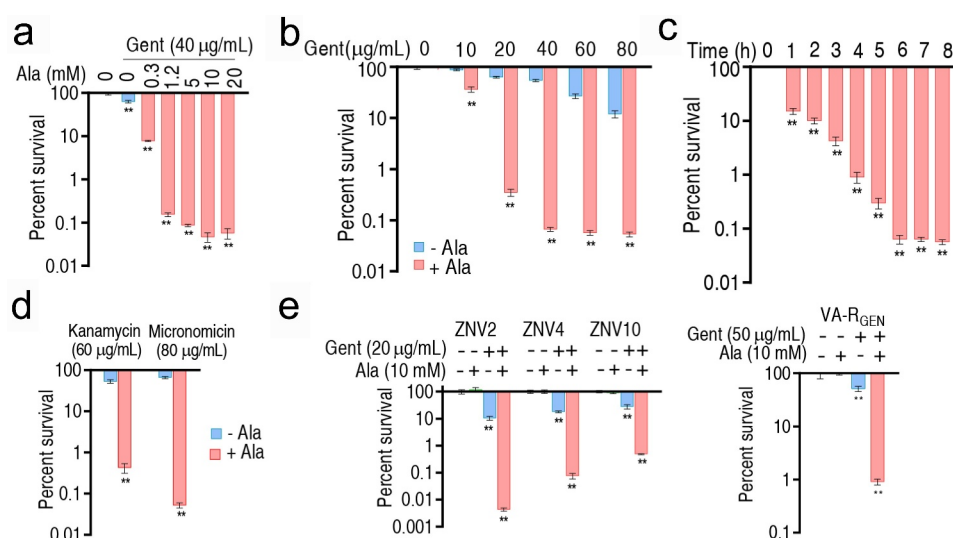 a
Gent (40 μg/mL)
Ala (mM) 0 0 0.3 1.2 5 10 20
Percent survival
100
10
1
0.1
0.01
** ** ** ** ** **
b
Gent(μg/mL) 0 10 20 40 60 80
Percent survival
100
10
1
0.1
0.01
** ** ** ** **
- Ala
+ Ala
c
Time (h) 0 1 2 3 4 5 6 7 8
Percent survival
100
10
1
0.1
0.01
** ** ** ** ** ** ** **
d
Kanamycin Micronomicin
(60 μg/mL) (80 μg/mL)
Percent survival
100
10
1
0.1
0.01
** **
- Ala
+ Ala
e
ZNV2 ZNV4 ZNV10
Gent (20 μg/mL) - - + + - - + + - - + +
Ala (10 mM) - + - + - + - + - + - +
Percent survival
100
10
1
0.1
0.01
0.001
** ** ** ** ** **
VA-RGEN
Gent (50 μg/mL) - - + +
Ala (10 mM) - + - +
Percent survival
100
10
1
0.1
** **